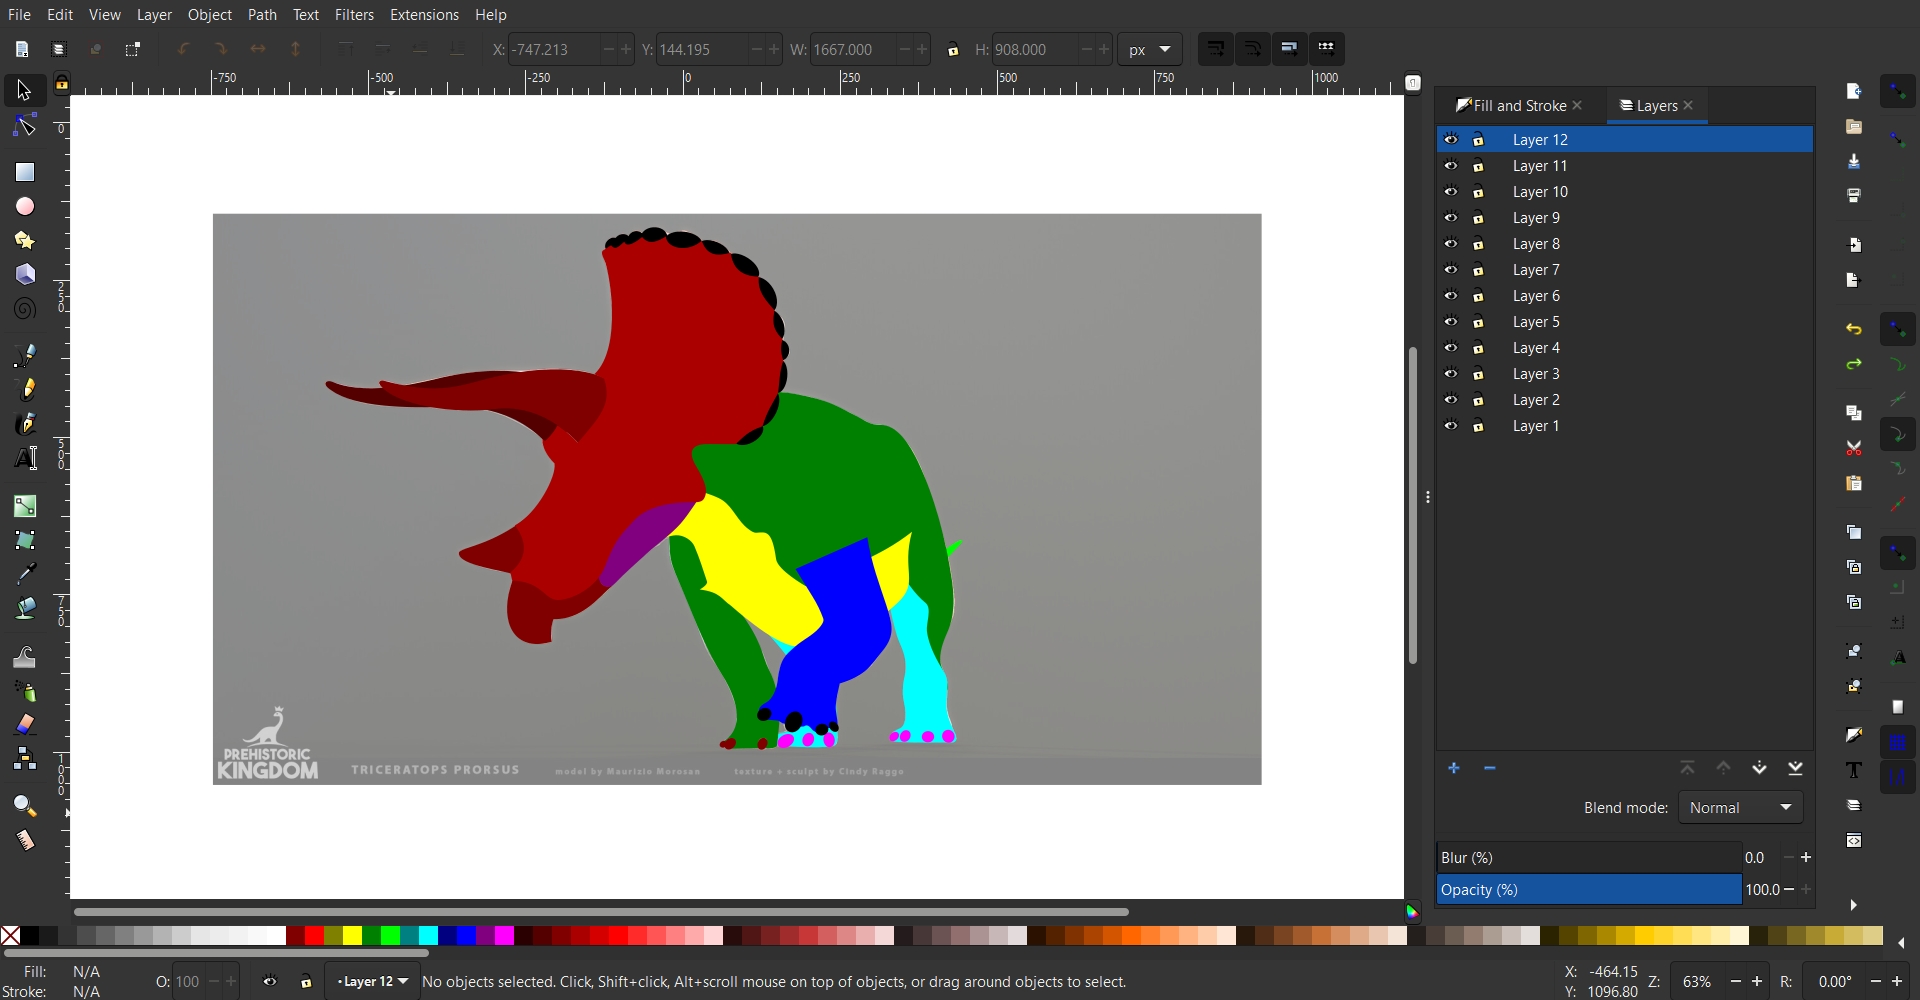 File Edit View Layer Object Path Text Filters Extensions Help
X: -747.213 Y: 144.195 W: 1667.000 H: 908.000 px
-750 -500 -250 0 250 500 750 1000
0
250
500
750
1000
Fill and Stroke Layers
Layer 12
Layer 11
Layer 10
Layer 9
Layer 8
Layer 7
Layer 6
Layer 5
Layer 4
Layer 3
Layer 2
Layer 1
PREHISTORIC
KINGDOM
TRICERATOPS PRORSUS model by Maurizio Morosan texture + sculpt by Cindy Raggo
Blend mode: Normal
Blur (%) 0.0
Opacity (%) 100.0
Fill: N/A
Stroke: N/A
O: 100
Layer 12
No objects selected. Click, Shift+click, Alt+scroll mouse on top of objects, or drag around objects to select.
X: -464.15
Y: 1096.80
Z: 63% R: 0.00°